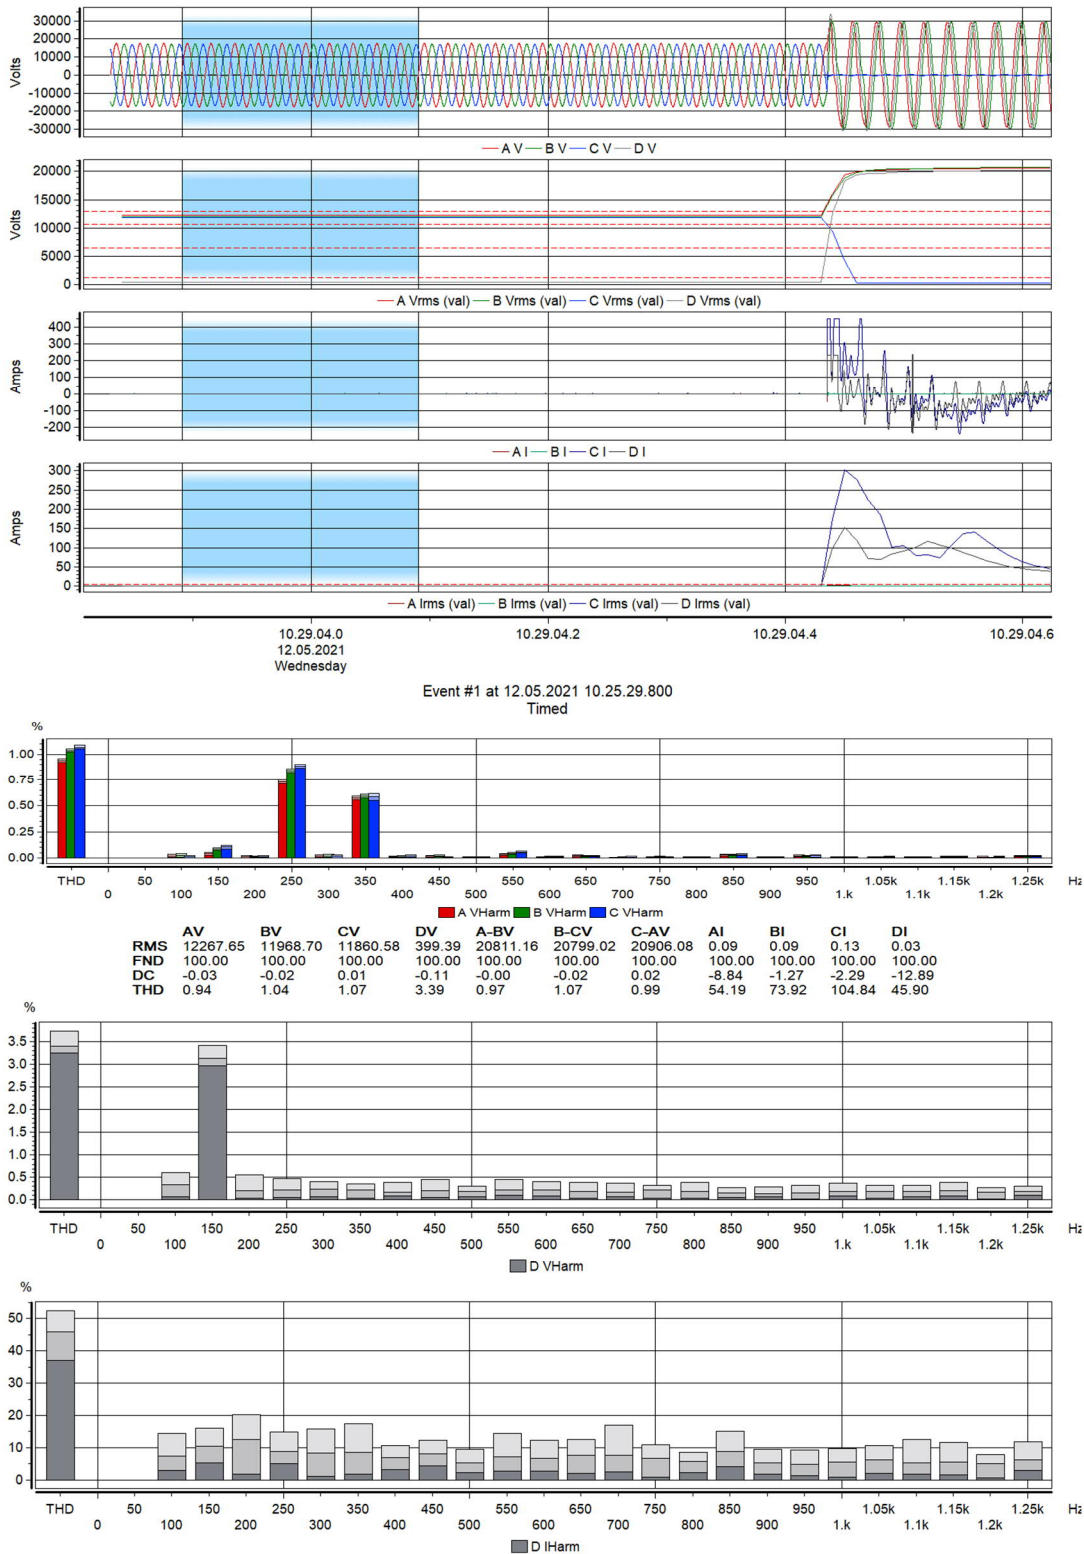 Volts
30000
20000
10000
0
-10000
-20000
-30000
A V B V C V D V
Volts
20000
15000
10000
5000
0
A Vrms (val) B Vrms (val) C Vrms (val) D Vrms (val)
Amps
400
300
200
100
0
-100
-200
A I B I C I D I
Amps
300
250
200
150
100
50
0
A Irms (val) B Irms (val) C Irms (val) D Irms (val)
10.29.04.0 10.29.04.2 10.29.04.4 10.29.04.6
12.05.2021
Wednesday
Event #1 at 12.05.2021 10.25.29.800
Timed
%
1.00
0.75
0.50
0.25
0.00
THD 50 150 250 350 450 550 650 750 850 950 1.05k 1.15k 1.25k Hz
0 100 200 300 400 500 600 700 800 900 1.k 1.1k 1.2k
A VHarm B VHarm C VHarm
AV BV CV DV A-BV B-CV C-AV AI BI CI DI
RMS 12267.65 11968.70 11860.58 399.39 20811.16 20799.02 20906.08 0.09 0.09 0.13 0.03
FND 100.00 100.00 100.00 100.00 100.00 100.00 100.00 100.00 100.00 100.00 100.00
DC -0.03 -0.02 0.01 -0.11 -0.00 -0.02 0.02 -8.84 -1.27 -2.29 -12.89
THD 0.94 1.04 1.07 3.39 0.97 1.07 0.99 54.19 73.92 104.84 45.90
%
3.5
3.0
2.5
2.0
1.5
1.0
0.5
0.0
THD 50 150 250 350 450 550 650 750 850 950 1.05k 1.15k 1.25k Hz
0 100 200 300 400 500 600 700 800 900 1.k 1.1k 1.2k
D VHarm
%
50
40
30
20
10
0
THD 50 150 250 350 450 550 650 750 850 950 1.05k 1.15k 1.25k Hz
0 100 200 300 400 500 600 700 800 900 1.k 1.1k 1.2k
D IHarm